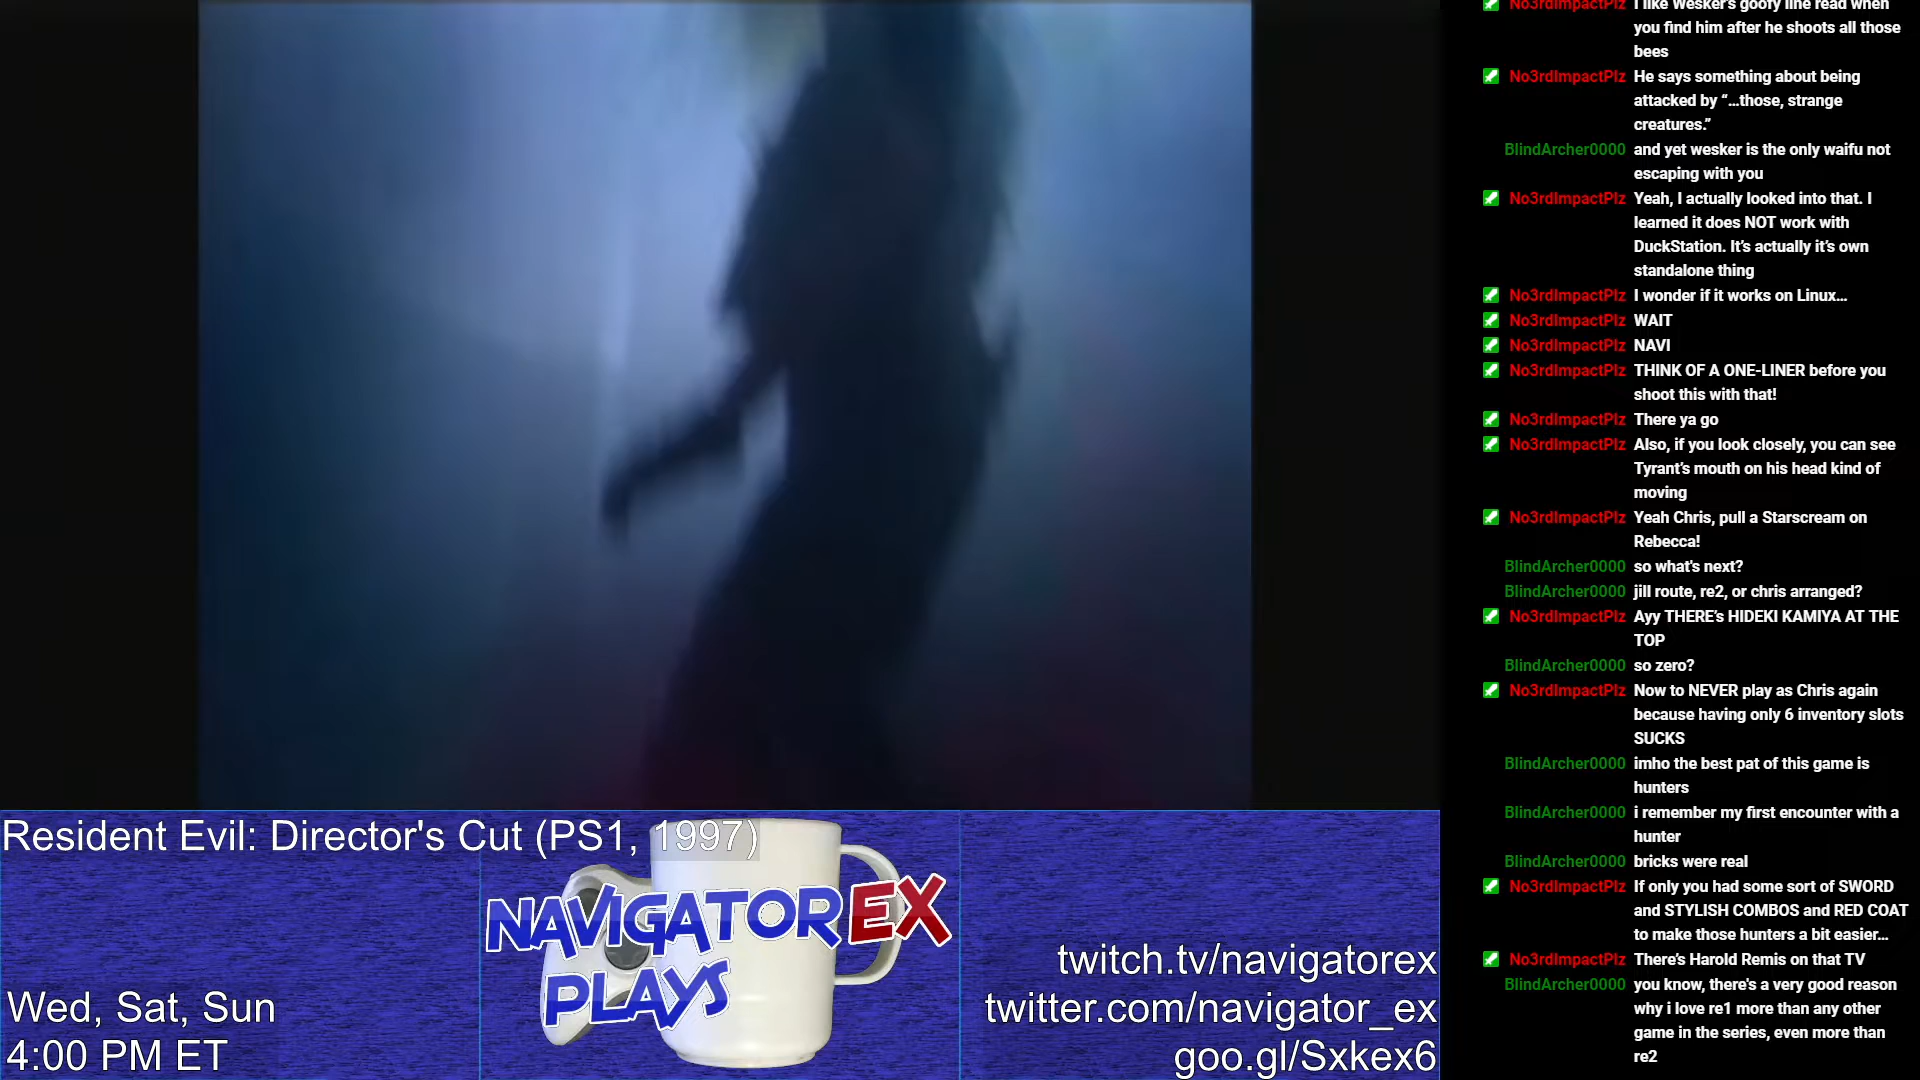 Resident Evil: Director's Cut (PS1, 1997)
NAVIGATOR EX
PLAYS
Wed, Sat, Sun
4:00 PM ET
twitch.tv/navigatorex
twitter.com/navigator_ex
goo.gl/Sxkex6
No3rdImpactPlz I like Wesker's goofy line read when
you find him after he shoots all those
bees
No3rdImpactPlz He says something about being
attacked by “…those, strange
creatures.”
BlindArcher0000 and yet wesker is the only waifu not
escaping with you
No3rdImpactPlz Yeah, I actually looked into that. I
learned it does NOT work with
DuckStation. It’s actually it’s own
standalone thing
No3rdImpactPlz I wonder if it works on Linux…
No3rdImpactPlz WAIT
No3rdImpactPlz NAVI
No3rdImpactPlz THINK OF A ONE-LINER before you
shoot this with that!
No3rdImpactPlz There ya go
No3rdImpactPlz Also, if you look closely, you can see
Tyrant’s mouth on his head kind of
moving
No3rdImpactPlz Yeah Chris, pull a Starscream on
Rebecca!
BlindArcher0000 so what's next?
BlindArcher0000 jill route, re2, or chris arranged?
No3rdImpactPlz Ayy THERE’s HIDEKI KAMIYA AT THE
TOP
BlindArcher0000 so zero?
No3rdImpactPlz Now to NEVER play as Chris again
because having only 6 inventory slots
SUCKS
BlindArcher0000 imho the best pat of this game is
hunters
BlindArcher0000 i remember my first encounter with a
hunter
BlindArcher0000 bricks were real
No3rdImpactPlz If only you had some sort of SWORD
and STYLISH COMBOS and RED COAT
to make those hunters a bit easier…
No3rdImpactPlz There’s Harold Remis on that TV
BlindArcher0000 you know, there's a very good reason
why i love re1 more than any other
game in the series, even more than
re2